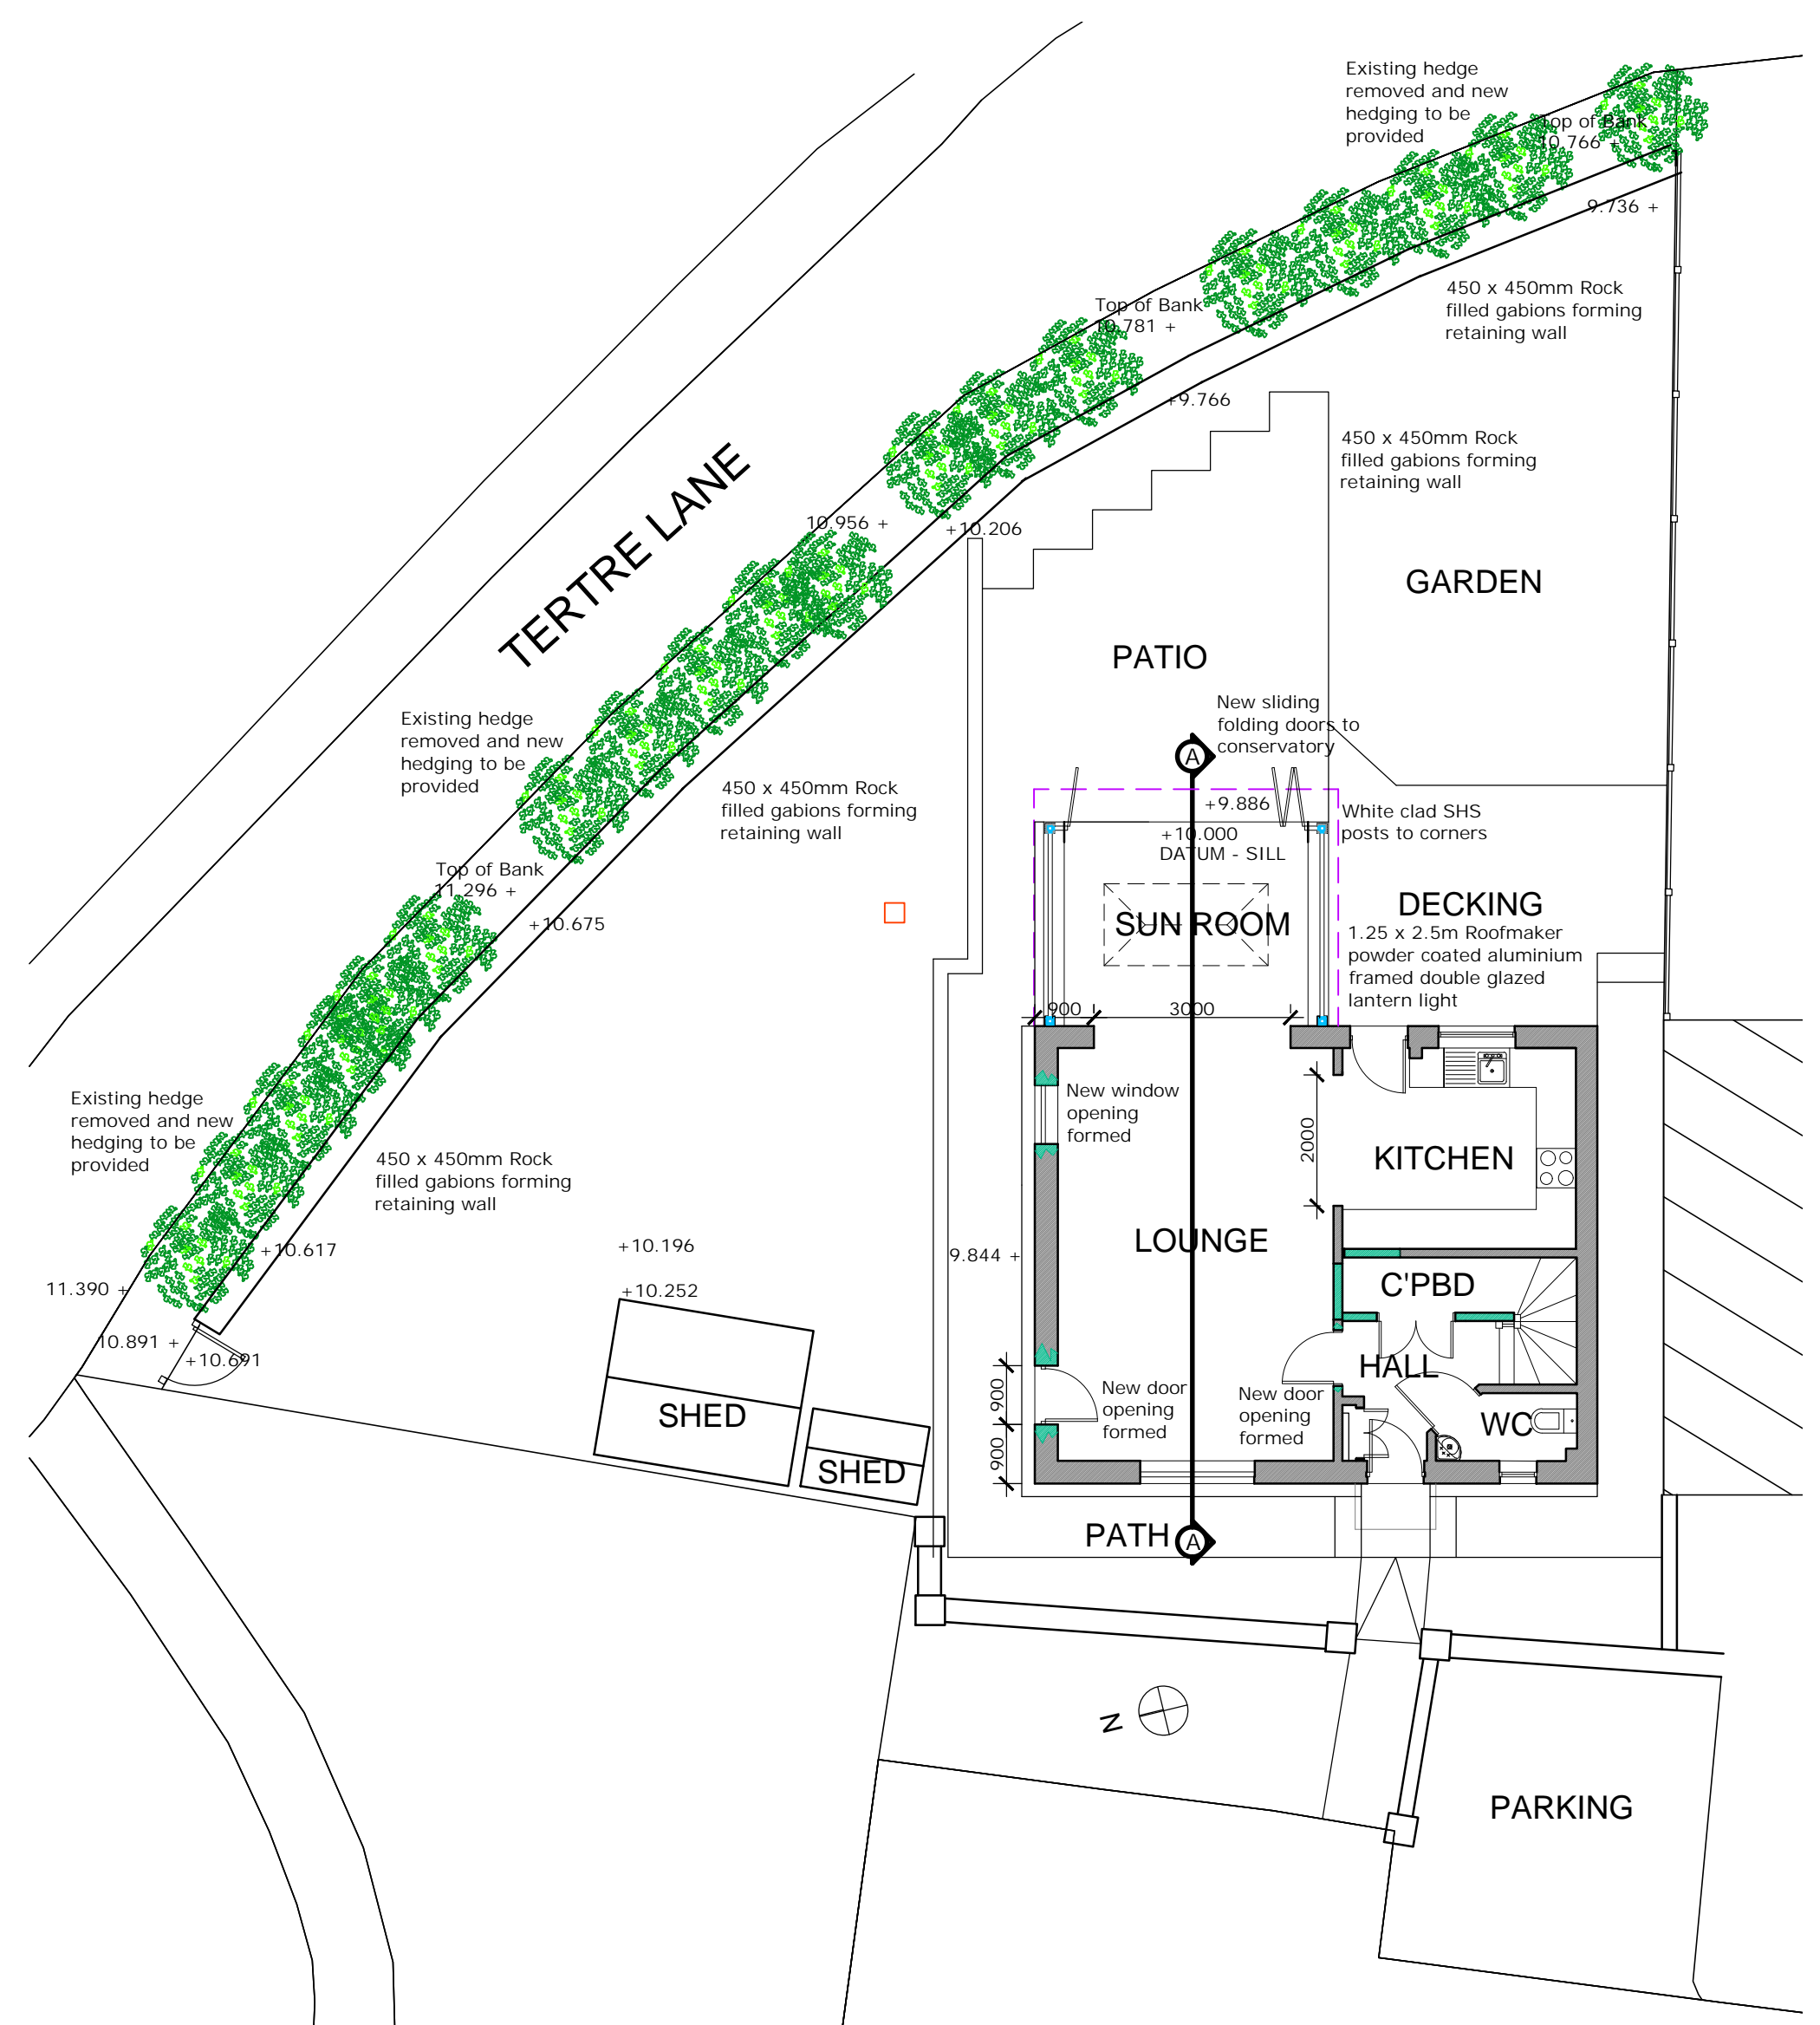 Existing hedge
removed and new
hedging to be
provided
Top of Bank
10.766 +
9.736 +
450 x 450mm Rock
filled gabions forming
retaining wall
Top of Bank
10.781 +
+9.766
450 x 450mm Rock
filled gabions forming
retaining wall
TERTRE LANE
10.956 +
+10.206
GARDEN
PATIO
New sliding
folding doors to
conservatory
A
Existing hedge
removed and new
hedging to be
provided
450 x 450mm Rock
filled gabions forming
retaining wall
+9.886
+10.000
DATUM - SILL
White clad SHS
posts to corners
Top of Bank
11.296 +
+10.675
SUN ROOM
DECKING
1.25 x 2.5m Roofmaker
powder coated aluminium
framed double glazed
lantern light
900
3000
Existing hedge
removed and new
hedging to be
provided
New window
opening
formed
2000
KITCHEN
450 x 450mm Rock
filled gabions forming
retaining wall
LOUNGE
+10.617
+10.196
9.844 +
11.390 +
+10.252
C'PBD
10.891 +
+10.691
HALL
900
New door
opening
formed
New door
opening
formed
SHED
WC
900
SHED
PATH
A
N
PARKING